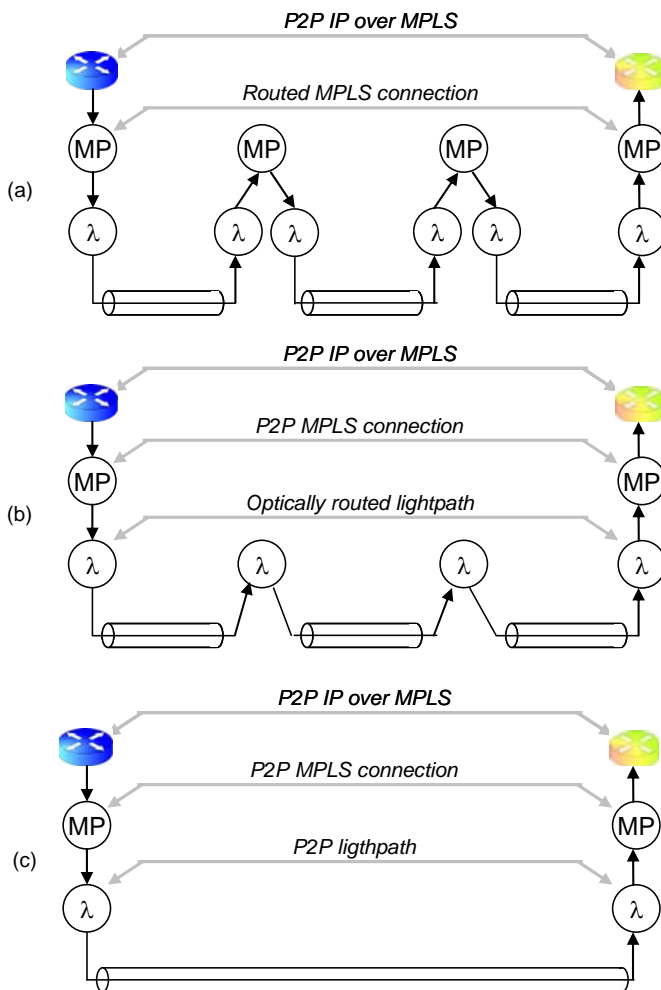 P2P IP over MPLS
Routed MPLS connection
MP MP MP MP
(a)
λ λ λ λ λ λ
P2P IP over MPLS
P2P MPLS connection
MP MP
(b)
Optically routed lightpath
λ λ λ λ
P2P IP over MPLS
P2P MPLS connection
MP MP
(c)
P2P ligthpath
λ λ